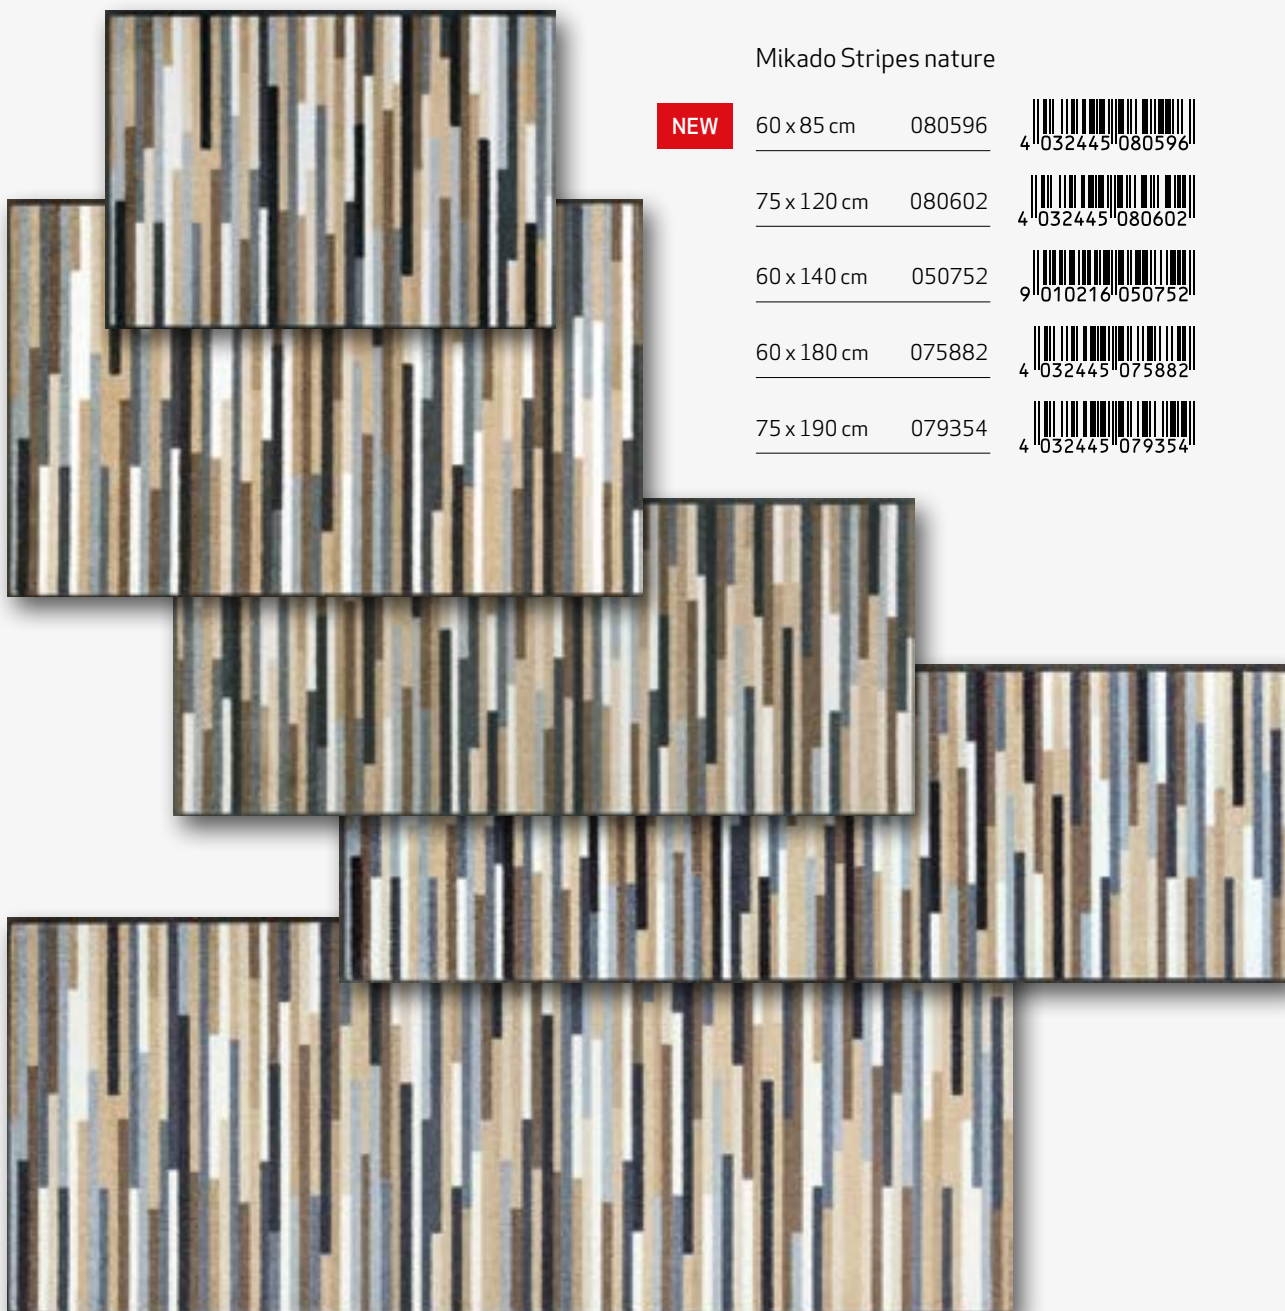 Mikado Stripes nature
NEW 60 x 85 cm 080596 4 032445 080596
75 x 120 cm 080602 4 032445 080602
60 x 140 cm 050752 9 010216 050752
60 x 180 cm 075882 4 032445 075882
75 x 190 cm 079354 4 032445 079354